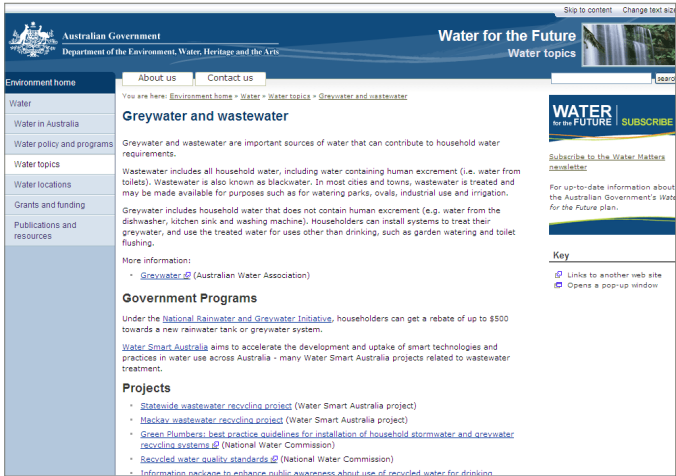 Skip to content Change text size
Australian Government
Department of the Environment, Water, Heritage and the Arts
Water for the Future
Water topics
About us
Contact us
Environment home
Water
Water in Australia
Water policy and programs
Water topics
Water locations
Grants and funding
Publications and
resources
You are here: Environment home » Water » Water topics » Greywater and wastewater
Greywater and wastewater
Greywater and wastewater are important sources of water that can contribute to household water
requirements.
Wastewater includes all household water, including water containing human excrement (i.e. water from
toilets). Wastewater is also known as blackwater. In most cities and towns, wastewater is treated and
may be made available for purposes such as for watering parks, ovals, industrial use and irrigation.
Greywater includes household water that does not contain human excrement (e.g. water from the
dishwasher, kitchen sink and washing machine). Householders can install systems to treat their
greywater, and use the treated water for uses other than drinking, such as garden watering and toilet
flushing.
More information:
Greywater (Australian Water Association)
Government Programs
Under the National Rainwater and Greywater Initiative, householders can get a rebate of up to $500
towards a new rainwater tank or greywater system.
Water Smart Australia aims to accelerate the development and uptake of smart technologies and
practices in water use across Australia - many Water Smart Australia projects related to wastewater
treatment.
Projects
Statewide wastewater recycling project (Water Smart Australia project)
Mackay wastewater recycling project (Water Smart Australia project)
Green Plumbers: best practice guidelines for installation of household stormwater and greywater
recycling systems (National Water Commission)
Recycled water quality standards (National Water Commission)
Information package to enhance public awareness about use of recycled water for drinking
searc
WATER
for the FUTURE
SUBSCRIBE
Subscribe to the Water Matters
newsletter
For up-to-date information about
the Australian Government's Wate
for the Future plan.
Key
Links to another web site
Opens a pop-up window